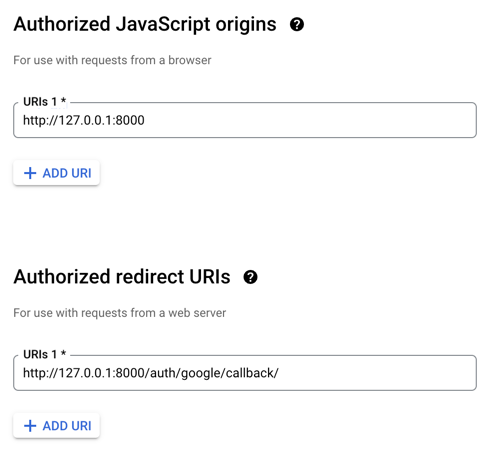 Authorized JavaScript origins
For use with requests from a browser
URIs 1 *
http://127.0.0.1:8000
+ ADD URI
Authorized redirect URIs
For use with requests from a web server
URIs 1 *
http://127.0.0.1:8000/auth/google/callback/
+ ADD URI